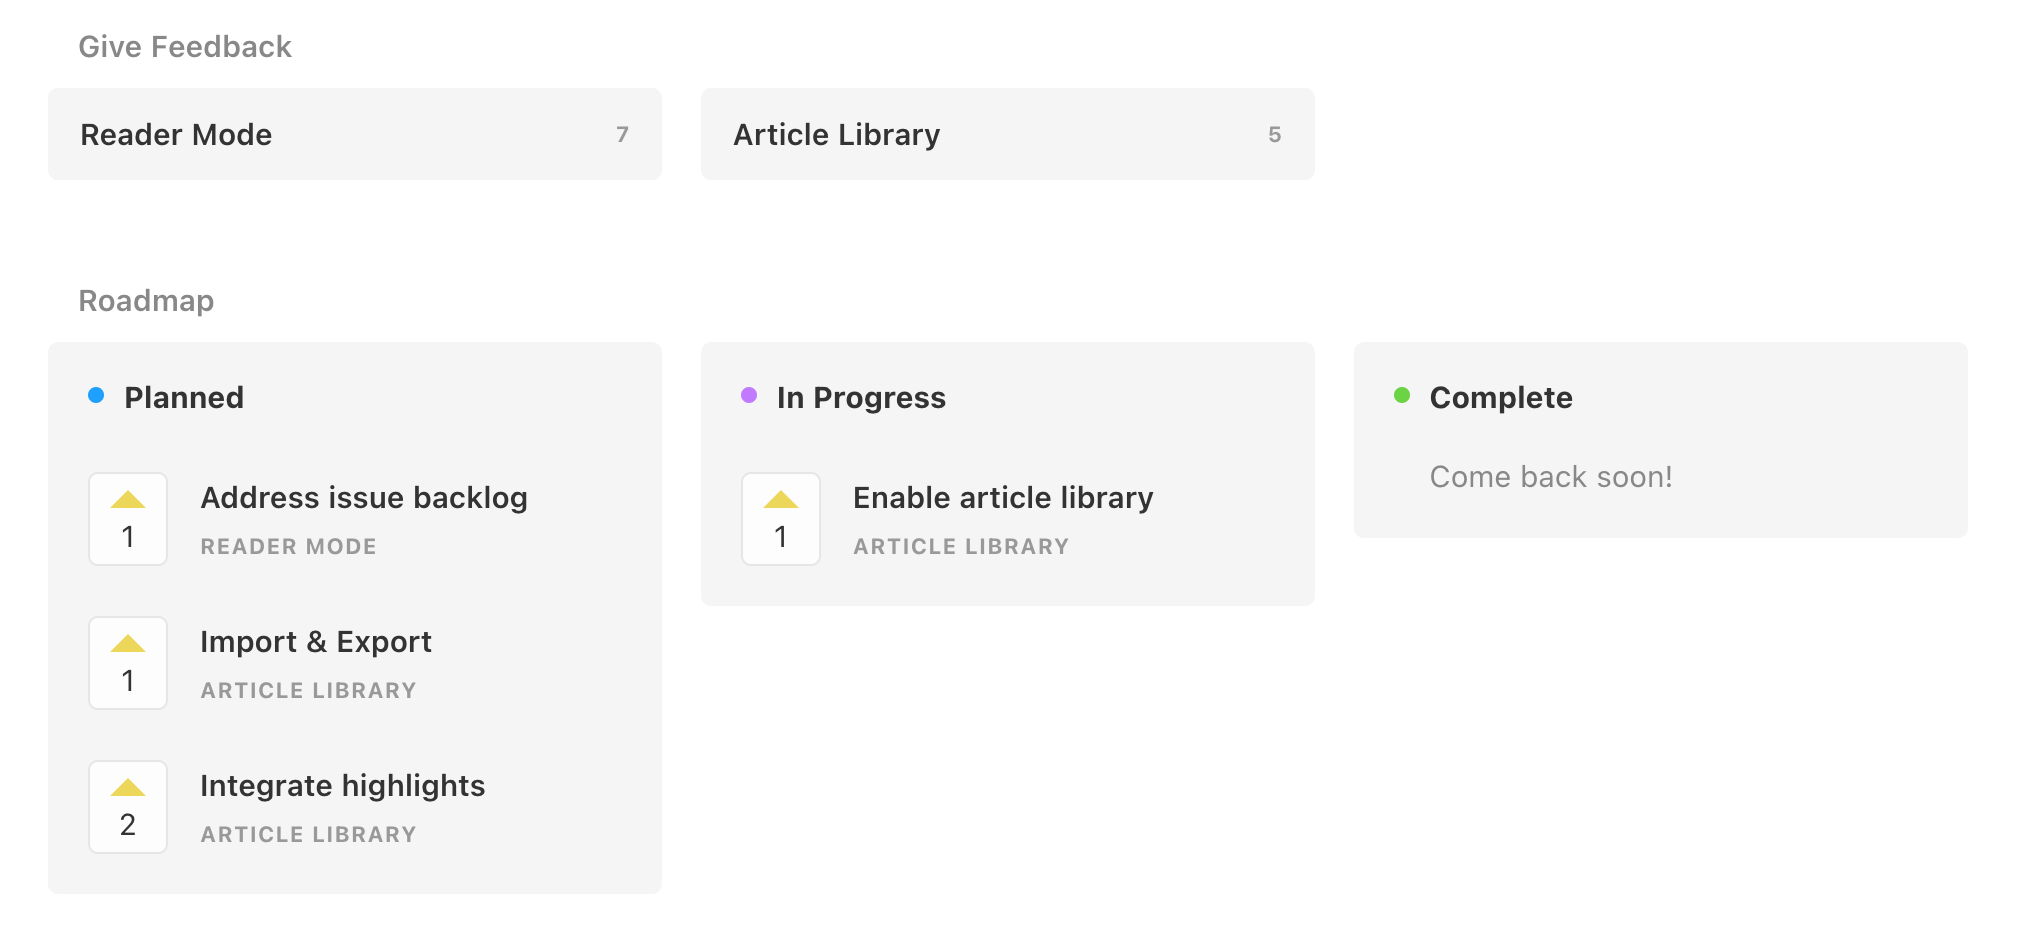 Give Feedback
Reader Mode 7
Article Library 5
Roadmap
Planned
1
Address issue backlog
READER MODE
1
Import & Export
ARTICLE LIBRARY
2
Integrate highlights
ARTICLE LIBRARY
In Progress
1
Enable article library
ARTICLE LIBRARY
Complete
Come back soon!